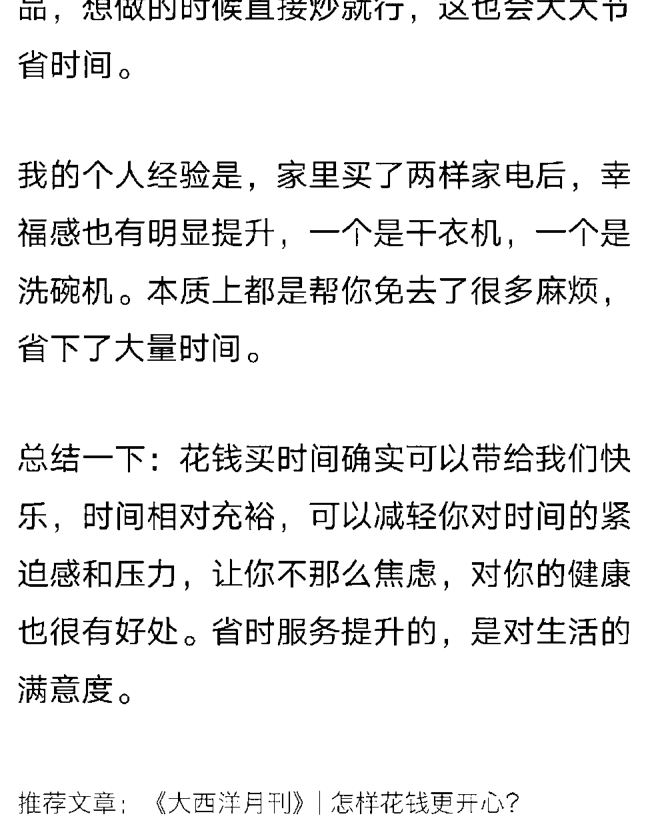 品，想做的时候直接炒就行，这也会大大节
省时间。
我的个人经验是，家里买了两样家电后，幸
福感也有明显提升，一个是干衣机，一个是
洗碗机。本质上都是帮你免去了很多麻烦，
省下了大量时间。
总结一下：花钱买时间确实可以带给我们快
乐，时间相对充裕，可以减轻你对时间的紧
迫感和压力，让你不那么焦虑，对你的健康
也很有好处。省时服务提升的，是对生活的
满意度。
推荐文章：《大西洋月刊》| 怎样花钱更开心？